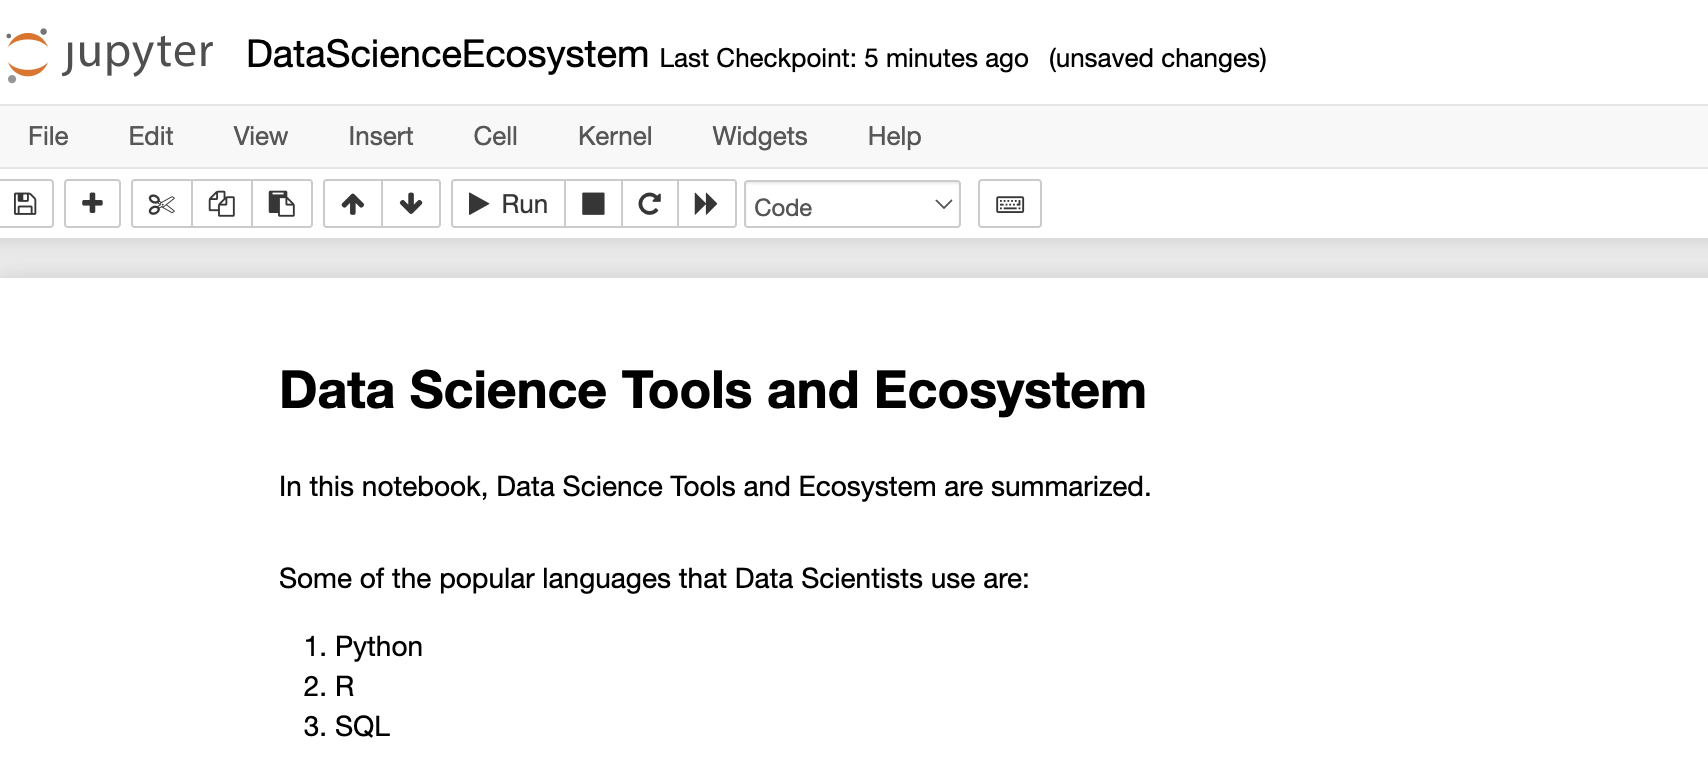 jupyter DataScienceEcosystem Last Checkpoint: 5 minutes ago (unsaved changes)
File Edit View Insert Cell Kernel Widgets Help
Run Code
Data Science Tools and Ecosystem
In this notebook, Data Science Tools and Ecosystem are summarized.
Some of the popular languages that Data Scientists use are:
1. Python
2. R
3. SQL